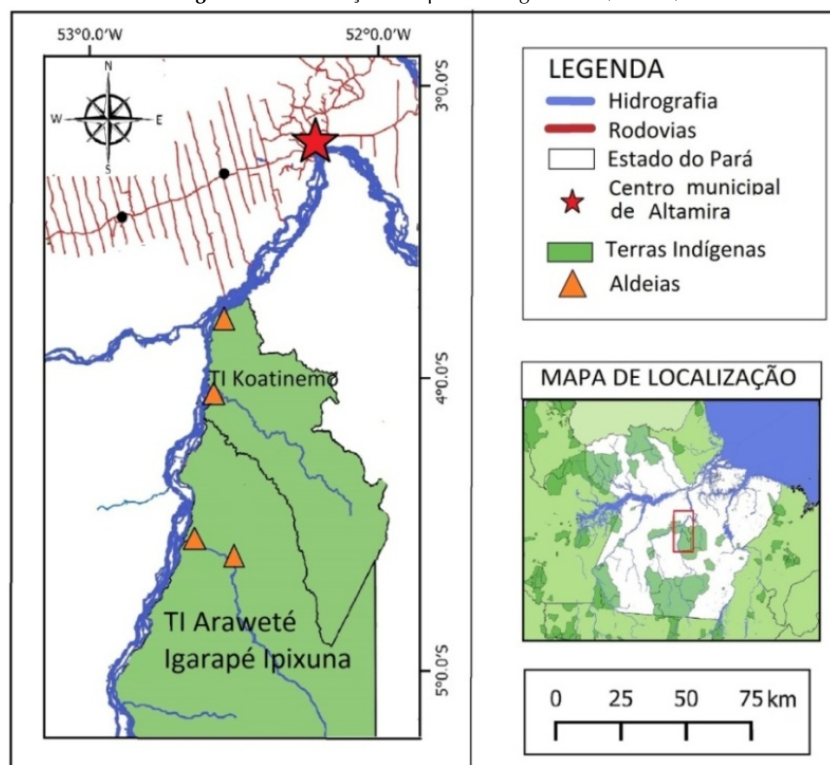 53°0.0'W
52°0.0'W
N
W
E
S
3°0.0'S
4°0.0'S
5°0.0'S
TI Koatinemo
TI Araweté
Igarapé Ipixuna
LEGENDA
Hidrografia
Rodovias
Estado do Pará
Centro municipal
de Altamira
Terras Indígenas
Aldeias
MAPA DE LOCALIZAÇÃO
0 25 50 75 km